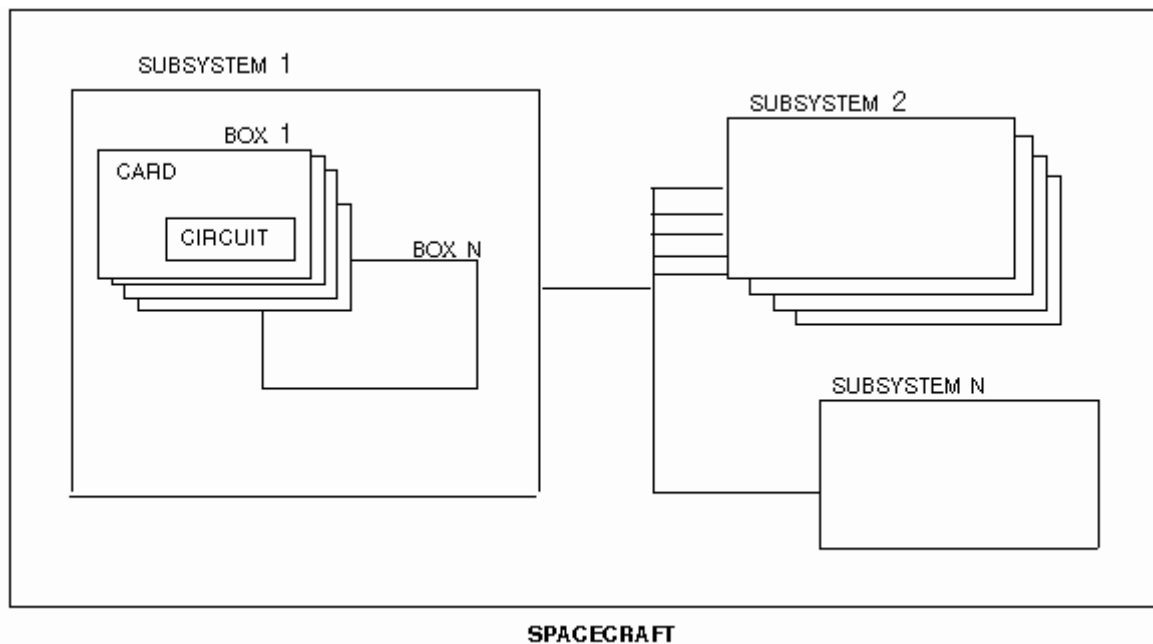 SUBSYSTEM 1
SUBSYSTEM 2
BOX 1
CARD
CIRCUIT
BOX N
SUBSYSTEM N
SPACECRAFT